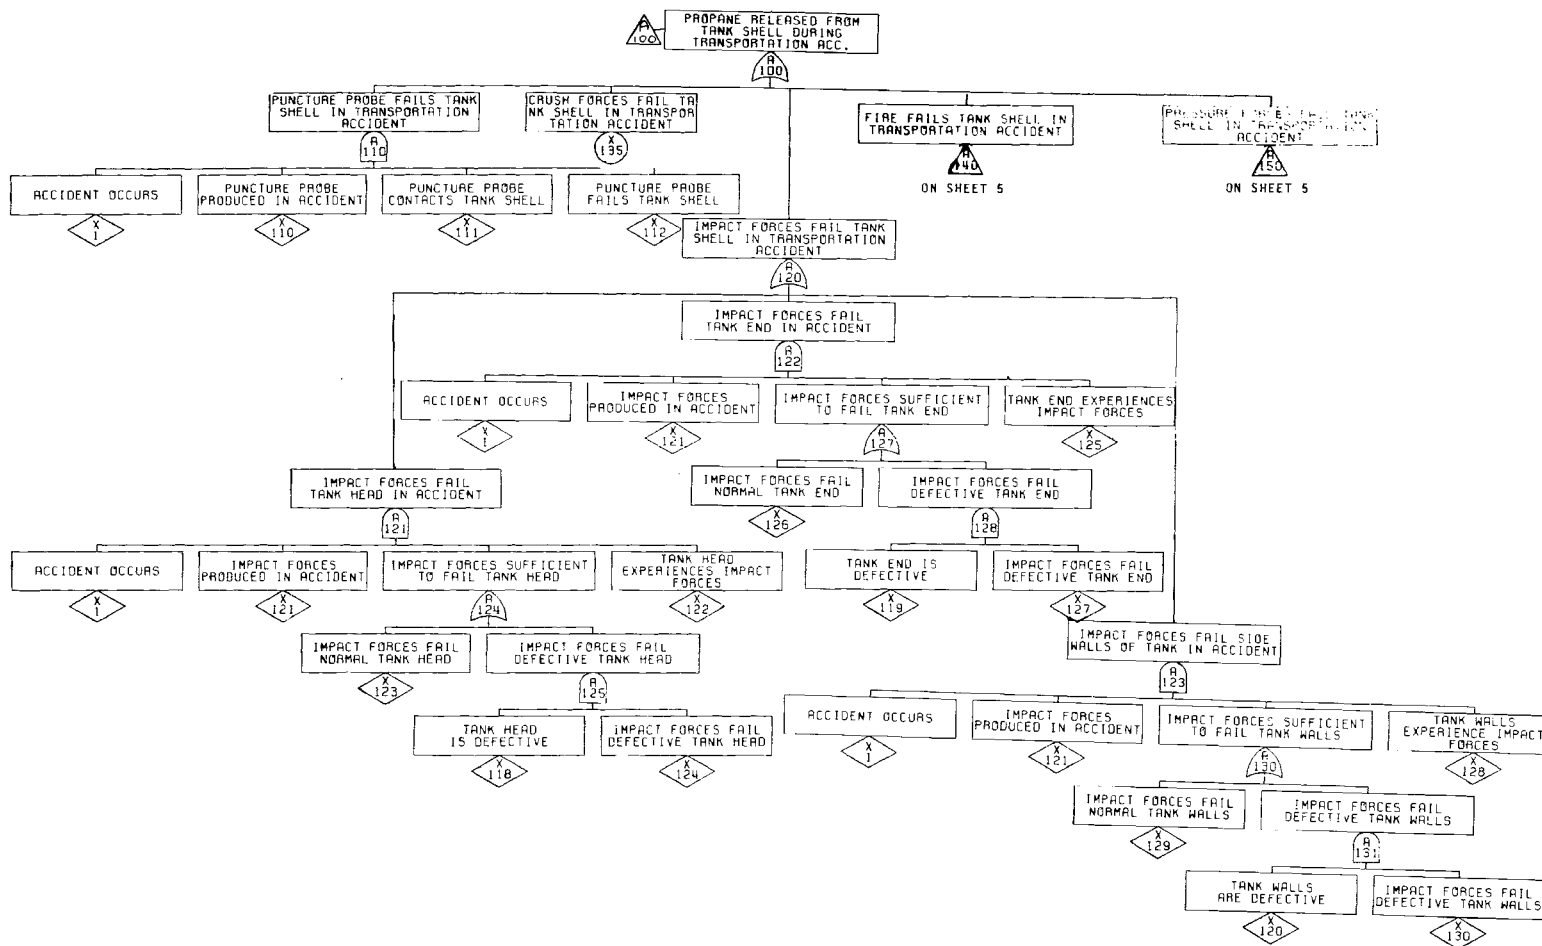 PROPANE RELEASED FROM
TANK SHELL DURING
TRANSPORTATION ACC.
A
100
A
100
PUNCTURE PROBE FAILS TANK
SHELL IN TRANSPORTATION
ACCIDENT
A
110
CRUSH FORCES FAIL TA
NK SHELL IN TRANSPOR
TATION ACCIDENT
X
135
FIRE FAILS TANK SHELL IN
TRANSPORTATION ACCIDENT
A
140
ON SHEET 5
PRESSURE FORCES FAIL TANK
SHELL IN TRANSPORTATION
ACCIDENT
A
150
ON SHEET 5
ACCIDENT OCCURS
X
1
PUNCTURE PROBE
PRODUCED IN ACCIDENT
X
110
PUNCTURE PROBE
CONTACTS TANK SHELL
X
111
PUNCTURE PROBE
FAILS TANK SHELL
X
112
IMPACT FORCES FAIL TANK
SHELL IN TRANSPORTATION
ACCIDENT
A
120
IMPACT FORCES FAIL
TANK END IN ACCIDENT
A
122
ACCIDENT OCCURS
X
1
IMPACT FORCES
PRODUCED IN ACCIDENT
X
121
IMPACT FORCES SUFFICIENT
TO FAIL TANK END
A
127
TANK END EXPERIENCES
IMPACT FORCES
X
125
IMPACT FORCES FAIL
NORMAL TANK END
X
126
IMPACT FORCES FAIL
DEFECTIVE TANK END
A
128
TANK END IS
DEFECTIVE
X
119
IMPACT FORCES FAIL
DEFECTIVE TANK END
X
127
IMPACT FORCES FAIL
TANK HEAD IN ACCIDENT
A
121
ACCIDENT OCCURS
X
1
IMPACT FORCES
PRODUCED IN ACCIDENT
X
121
IMPACT FORCES SUFFICIENT
TO FAIL TANK HEAD
A
124
TANK HEAD
EXPERIENCES IMPACT
FORCES
X
122
IMPACT FORCES FAIL
NORMAL TANK HEAD
X
123
IMPACT FORCES FAIL
DEFECTIVE TANK HEAD
A
125
TANK HEAD
IS DEFECTIVE
X
118
IMPACT FORCES FAIL
DEFECTIVE TANK HEAD
X
124
IMPACT FORCES FAIL SIDE
WALLS OF TANK IN ACCIDENT
A
123
ACCIDENT OCCURS
X
1
IMPACT FORCES
PRODUCED IN ACCIDENT
X
121
IMPACT FORCES SUFFICIENT
TO FAIL TANK WALLS
A
130
TANK WALLS
EXPERIENCE IMPACT
FORCES
X
128
IMPACT FORCES FAIL
NORMAL TANK WALLS
X
129
IMPACT FORCES FAIL
DEFECTIVE TANK WALLS
A
131
TANK WALLS
ARE DEFECTIVE
X
120
IMPACT FORCES FAIL
DEFECTIVE TANK WALLS
X
130